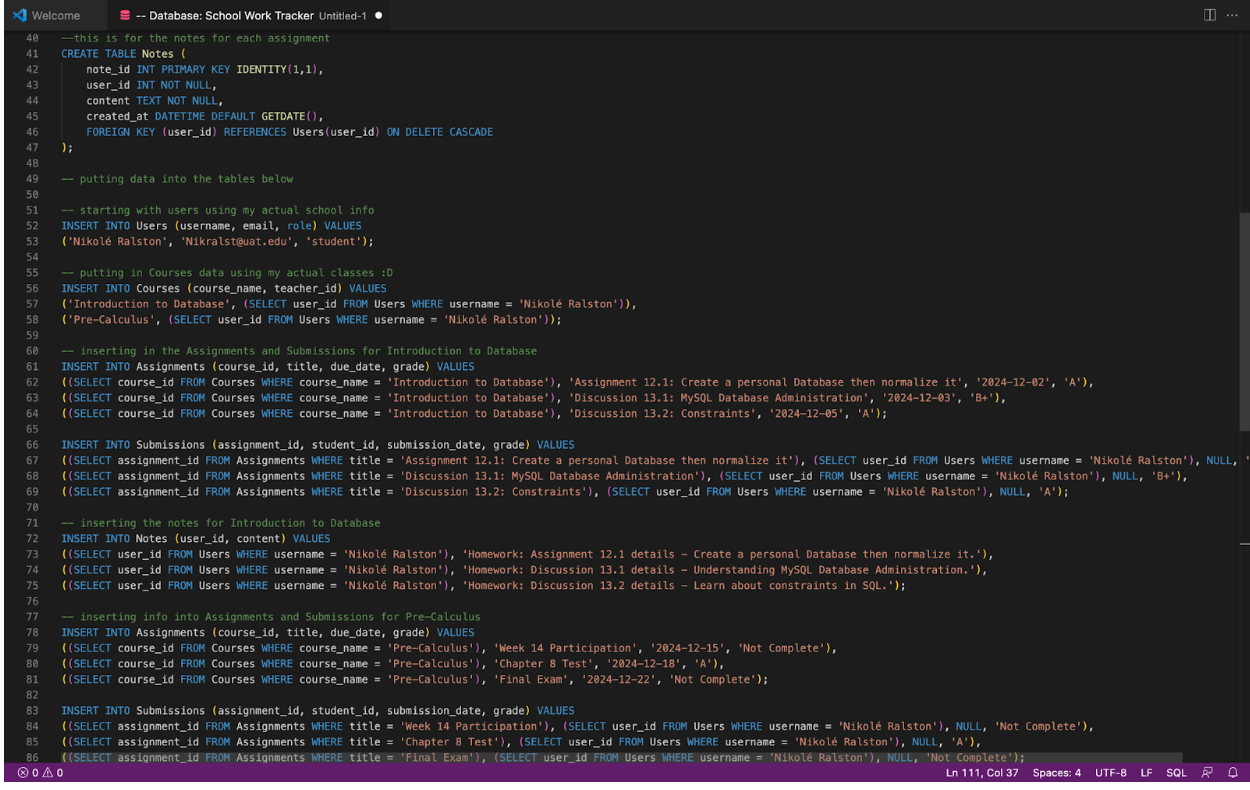 Welcome
-- Database: School Work Tracker Untitled-1
40 --this is for the notes for each assignment
41 CREATE TABLE Notes (
42 note_id INT PRIMARY KEY IDENTITY(1,1),
43 user_id INT NOT NULL,
44 content TEXT NOT NULL,
45 created_at DATETIME DEFAULT GETDATE(),
46 FOREIGN KEY (user_id) REFERENCES Users(user_id) ON DELETE CASCADE
47 );
48
49 -- putting data into the tables below
50
51 -- starting with users using my actual school info
52 INSERT INTO Users (username, email, role) VALUES
53 ('Nikolé Ralston', 'Nikralst@uat.edu', 'student');
54
55 -- putting in Courses data using my actual classes :D
56 INSERT INTO Courses (course_name, teacher_id) VALUES
57 ('Introduction to Database', (SELECT user_id FROM Users WHERE username = 'Nikolé Ralston')),
58 ('Pre-Calculus', (SELECT user_id FROM Users WHERE username = 'Nikolé Ralston'));
59
60 -- inserting in the Assignments and Submissions for Introduction to Database
61 INSERT INTO Assignments (course_id, title, due_date, grade) VALUES
62 ((SELECT course_id FROM Courses WHERE course_name = 'Introduction to Database'), 'Assignment 12.1: Create a personal Database then normalize it', '2024-12-02', 'A'),
63 ((SELECT course_id FROM Courses WHERE course_name = 'Introduction to Database'), 'Discussion 13.1: MySQL Database Administration', '2024-12-03', 'B+'),
64 ((SELECT course_id FROM Courses WHERE course_name = 'Introduction to Database'), 'Discussion 13.2: Constraints', '2024-12-05', 'A');
65
66 INSERT INTO Submissions (assignment_id, student_id, submission_date, grade) VALUES
67 ((SELECT assignment_id FROM Assignments WHERE title = 'Assignment 12.1: Create a personal Database then normalize it'), (SELECT user_id FROM Users WHERE username = 'Nikolé Ralston'), NULL, '
68 ((SELECT assignment_id FROM Assignments WHERE title = 'Discussion 13.1: MySQL Database Administration'), (SELECT user_id FROM Users WHERE username = 'Nikolé Ralston'), NULL, 'B+'),
69 ((SELECT assignment_id FROM Assignments WHERE title = 'Discussion 13.2: Constraints'), (SELECT user_id FROM Users WHERE username = 'Nikolé Ralston'), NULL, 'A');
70
71 -- inserting the notes for Introduction to Database
72 INSERT INTO Notes (user_id, content) VALUES
73 ((SELECT user_id FROM Users WHERE username = 'Nikolé Ralston'), 'Homework: Assignment 12.1 details - Create a personal Database then normalize it.'),
74 ((SELECT user_id FROM Users WHERE username = 'Nikolé Ralston'), 'Homework: Discussion 13.1 details - Understanding MySQL Database Administration.'),
75 ((SELECT user_id FROM Users WHERE username = 'Nikolé Ralston'), 'Homework: Discussion 13.2 details - Learn about constraints in SQL.');
76
77 -- inserting info into Assignments and Submissions for Pre-Calculus
78 INSERT INTO Assignments (course_id, title, due_date, grade) VALUES
79 ((SELECT course_id FROM Courses WHERE course_name = 'Pre-Calculus'), 'Week 14 Participation', '2024-12-15', 'Not Complete'),
80 ((SELECT course_id FROM Courses WHERE course_name = 'Pre-Calculus'), 'Chapter 8 Test', '2024-12-18', 'A'),
81 ((SELECT course_id FROM Courses WHERE course_name = 'Pre-Calculus'), 'Final Exam', '2024-12-22', 'Not Complete');
82
83 INSERT INTO Submissions (assignment_id, student_id, submission_date, grade) VALUES
84 ((SELECT assignment_id FROM Assignments WHERE title = 'Week 14 Participation'), (SELECT user_id FROM Users WHERE username = 'Nikolé Ralston'), NULL, 'Not Complete'),
85 ((SELECT assignment_id FROM Assignments WHERE title = 'Chapter 8 Test'), (SELECT user_id FROM Users WHERE username = 'Nikolé Ralston'), NULL, 'A'),
86 ((SELECT assignment_id FROM Assignments WHERE title = 'Final Exam'), (SELECT user_id FROM Users WHERE username = 'Nikolé Ralston'), NULL, 'Not Complete');
0 0 Ln 111, Col 37 Spaces: 4 UTF-8 LF SQL